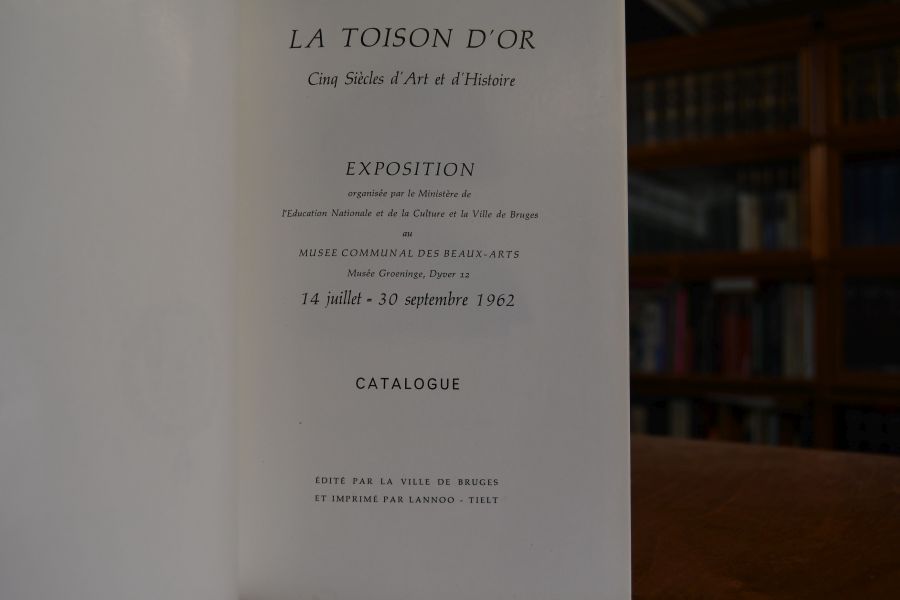 LA TOISON D'OR
Cinq Siècles d'Art et d'Histoire
EXPOSITION
organisée par le Ministère de
l'Education Nationale et de la Culture et la Ville de Bruges
au
MUSEE COMMUNAL DES BEAUX-ARTS
Musée Groeninge, Dyver 12
14 juillet - 30 septembre 1962
CATALOGUE
ÉDITÉ PAR LA VILLE DE BRUGES
ET IMPRIMÉ PAR LANNOO - TIELT